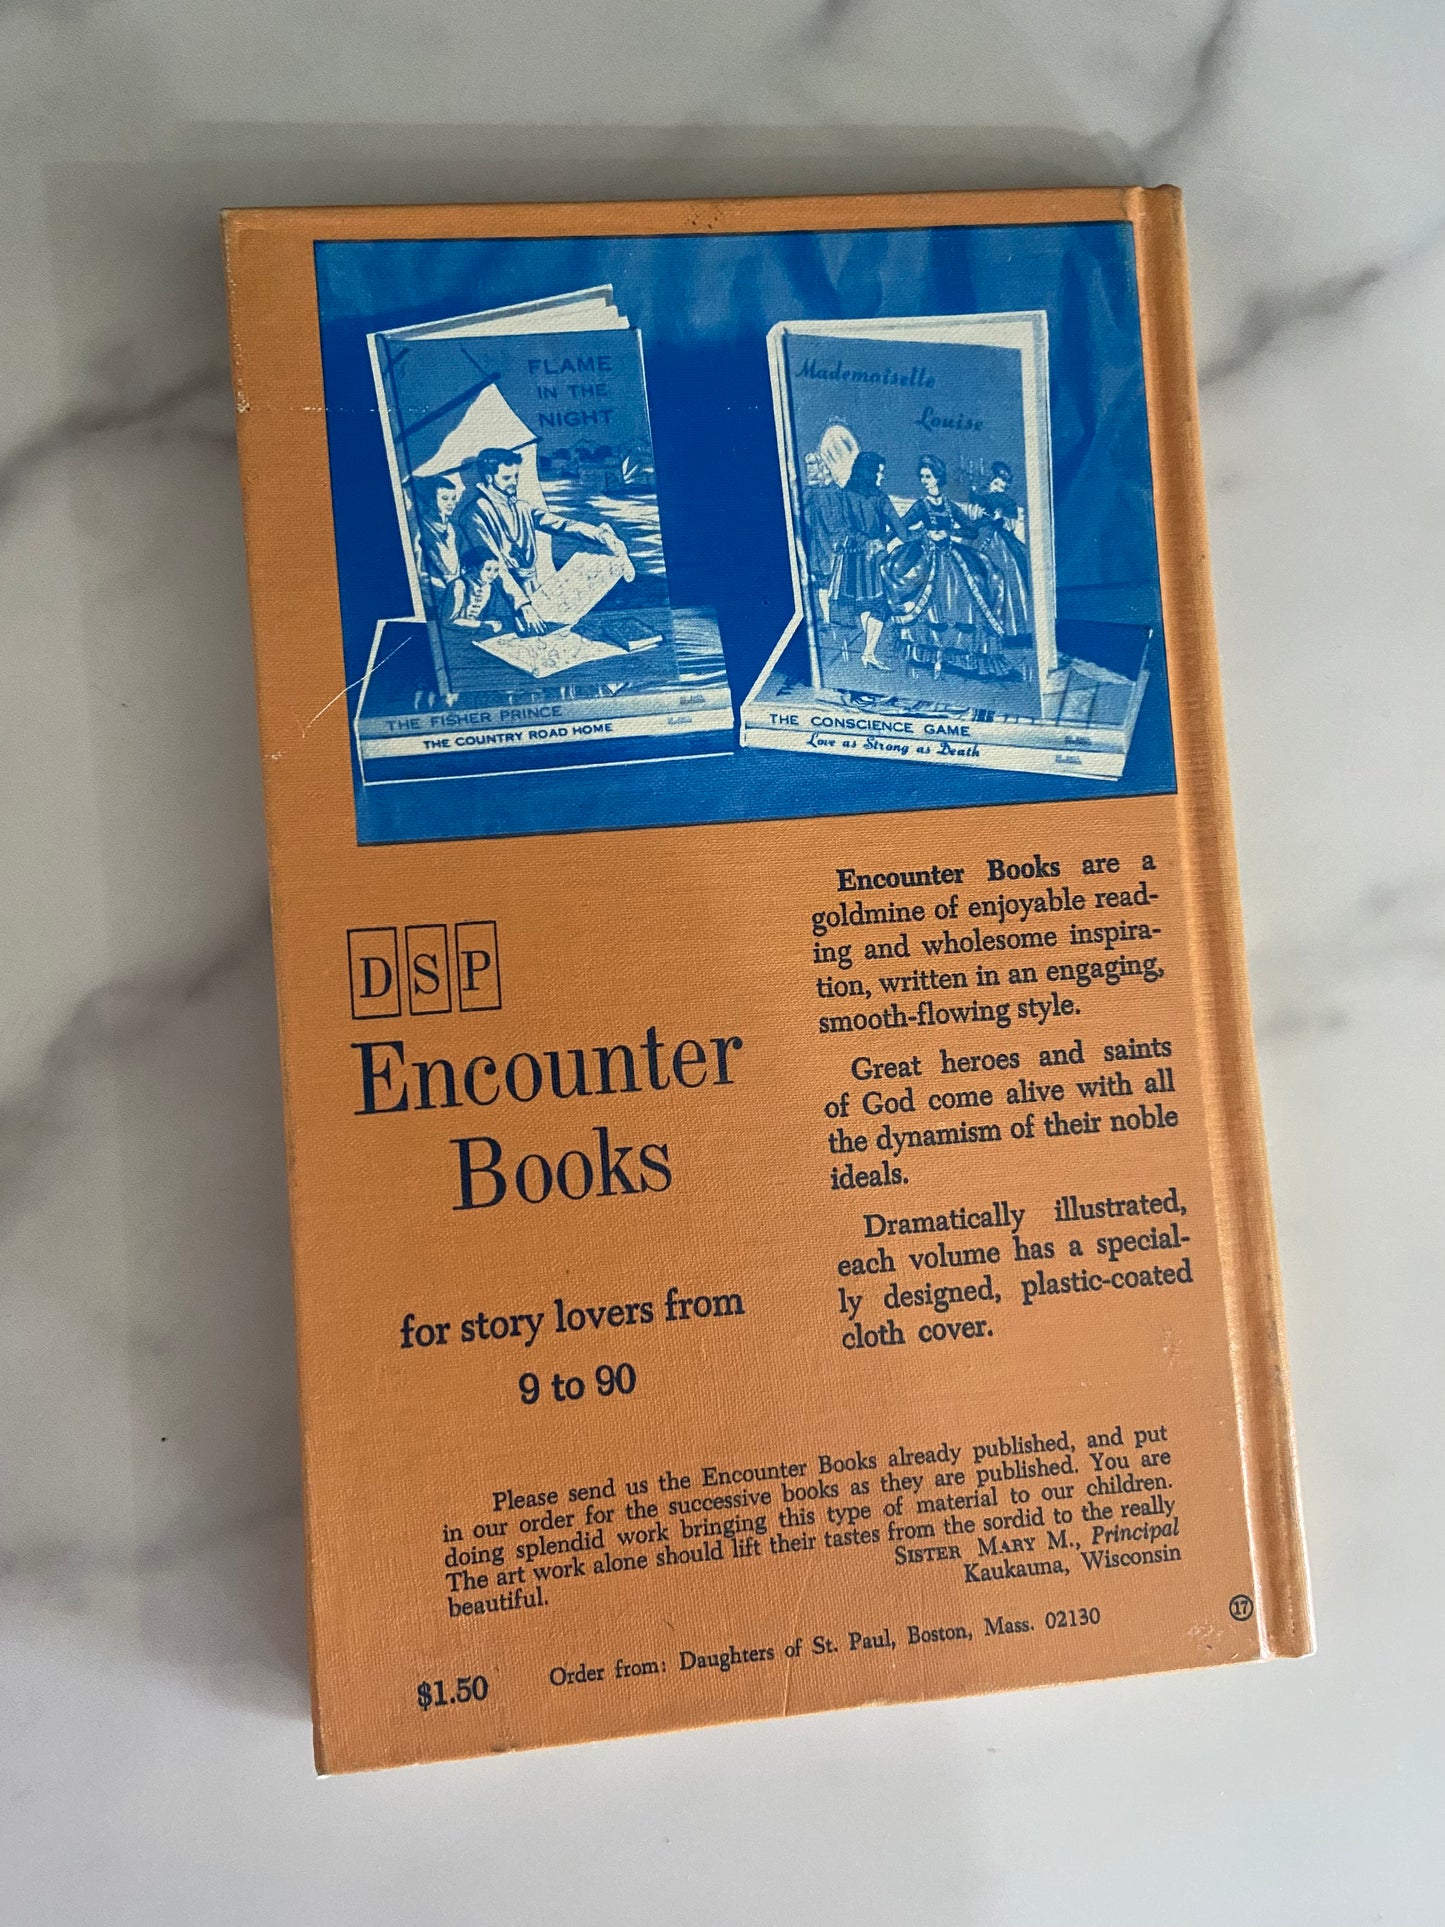 FLAME
IN THE
NIGHT
Mademoiselle
Louise
THE FISHER PRINCE
THE COUNTRY ROAD HOME
THE CONSCIENCE GAME
Love as Strong as Death
DSP
Encounter
Books
for story lovers from
9 to 90
Encounter Books are a
goldmine of enjoyable read-
ing and wholesome inspira-
tion, written in an engaging,
smooth-flowing style.
Great heroes and saints
of God come alive with all
the dynamism of their noble
ideals.
Dramatically illustrated,
each volume has a special-
ly designed, plastic-coated
cloth cover.
Please send us the Encounter Books already published, and put
in our order for the successive books as they are published. You are
doing splendid work bringing this type of material to our children.
The art work alone should lift their tastes from the sordid to the really
beautiful.
SISTER MARY M., Principal
Kaukauna, Wisconsin
17
$1.50
Order from: Daughters of St. Paul, Boston, Mass. 02130